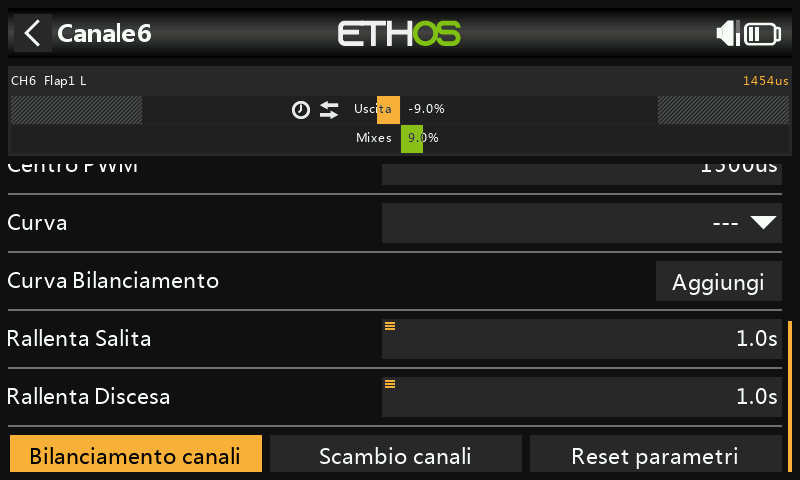 Canale6
ETHOS
CH6 Flap1 L 1454us
Uscita -9.0%
Mixes 9.0%
Centro PWM 1500us
Curva ---
Curva Bilanciamento Aggiungi
Rallenta Salita 1.0s
Rallenta Discesa 1.0s
Bilanciamento canali Scambio canali Reset parametri